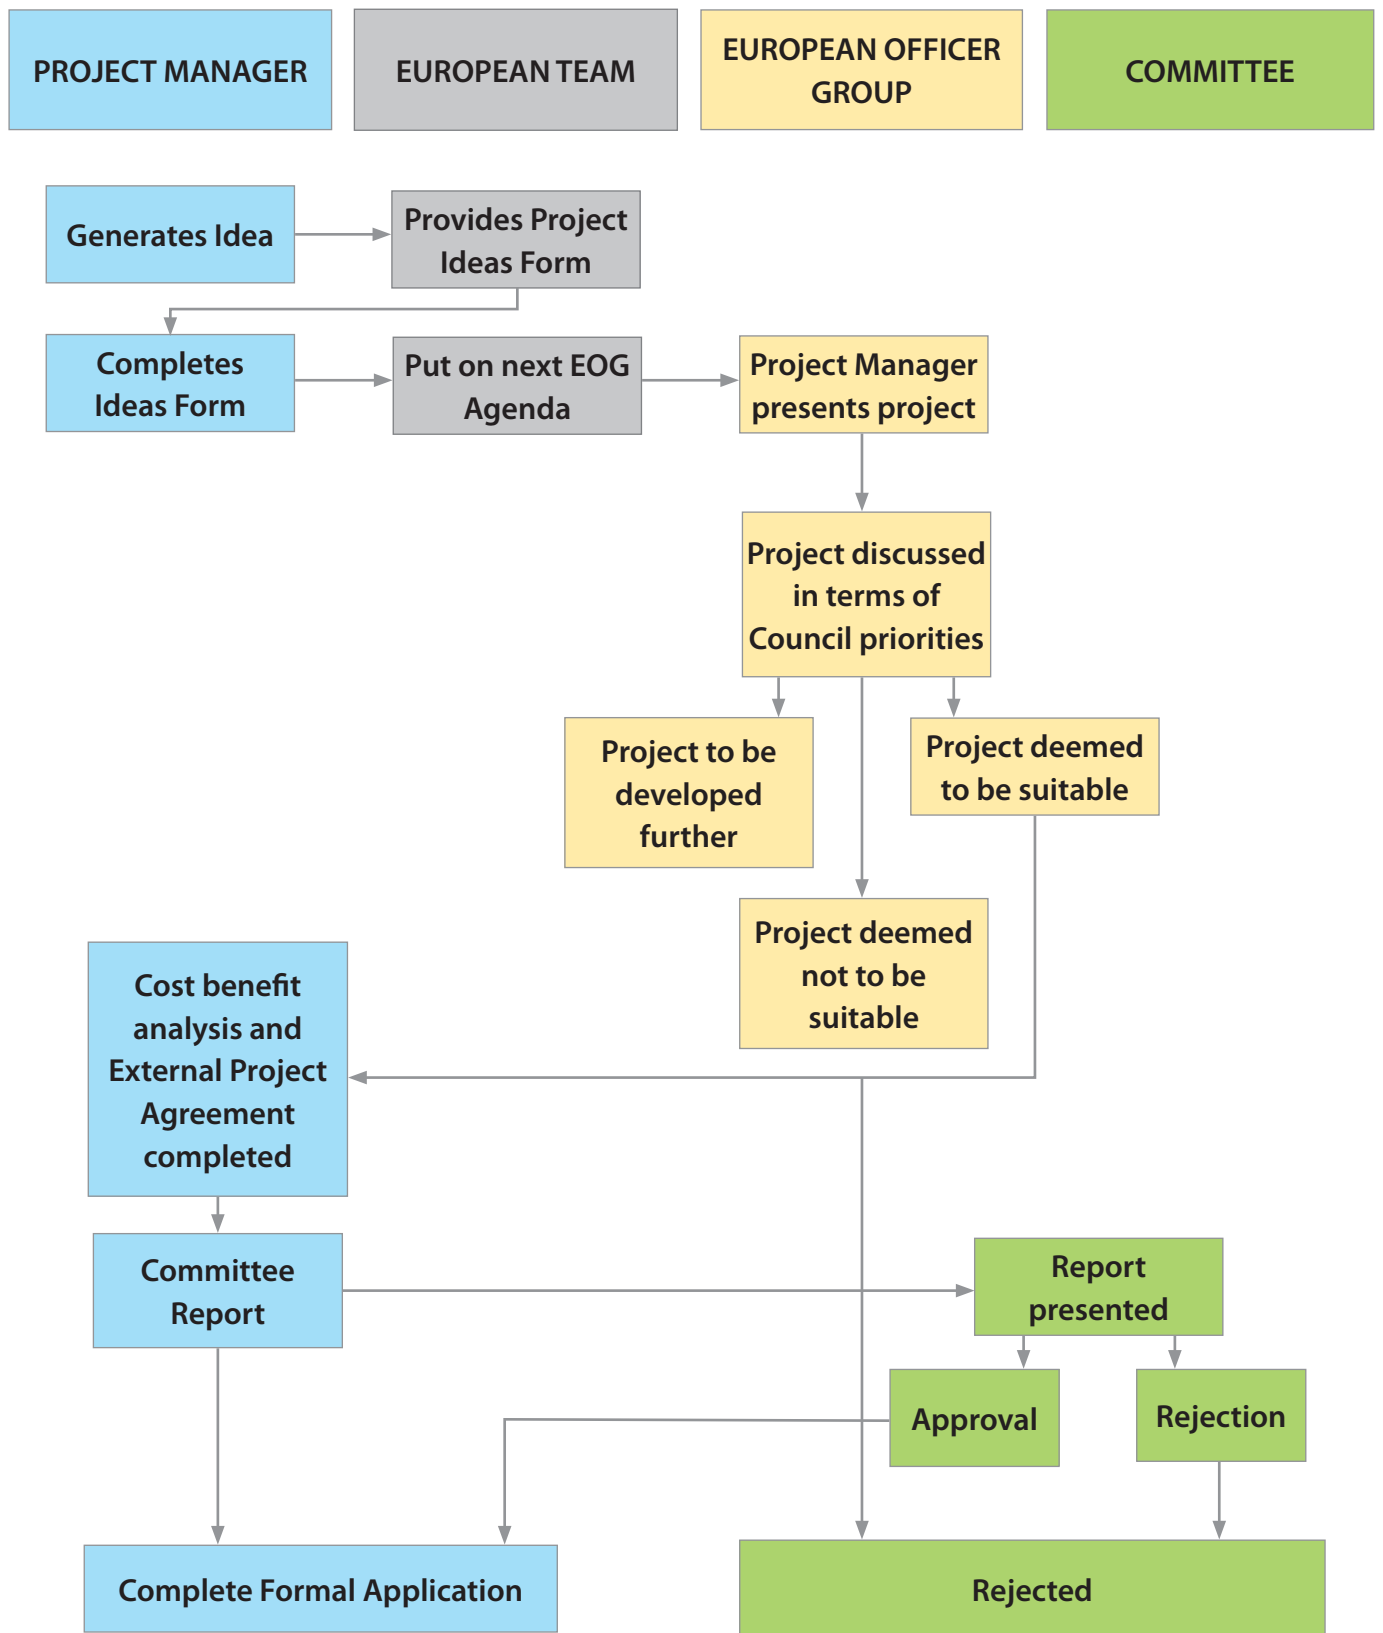 PROJECT MANAGER
EUROPEAN TEAM
EUROPEAN OFFICER
GROUP
COMMITTEE
Generates Idea
Provides Project
Ideas Form
Completes
Ideas Form
Put on next EOG
Agenda
Project Manager
presents project
Project discussed
in terms of
Council priorities
Project to be
developed
further
Project deemed
to be suitable
Project deemed
not to be
suitable
Cost benefit
analysis and
External Project
Agreement
completed
Committee
Report
Report
presented
Approval
Rejection
Complete Formal Application
Rejected